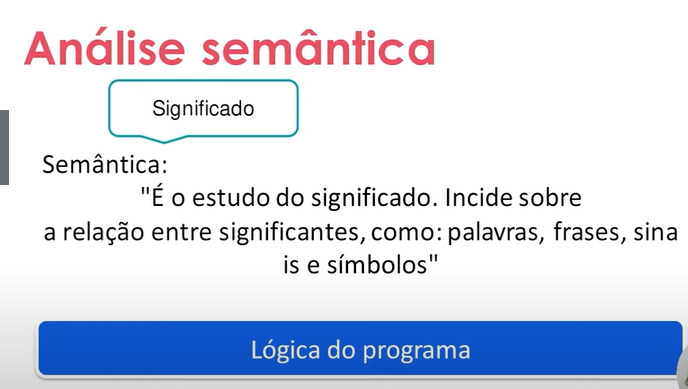 Análise semântica
Significado
Semântica:
"É o estudo do significado. Incide sobre
a relação entre significantes, como: palavras, frases, sina
is e símbolos"
Lógica do programa